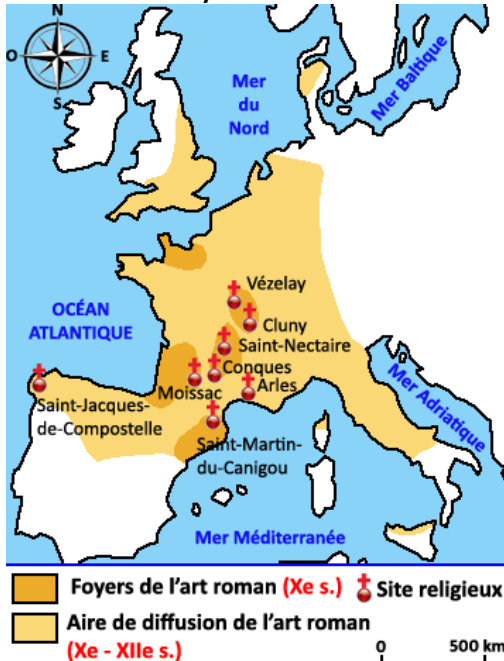 N
O
E
S
Mer
du
Nord
Mer Baltique
OCÉAN
ATLANTIQUE
Vézelay
Cluny
Saint-Nectaire
Conques
Moissac
Arles
Saint-Jacques-
de-Compostelle
Saint-Martin-
du-Canigou
Mer Adriatique
Mer Méditerranée
Foyers de l'art roman (Xe s.)
Site religieux
Aire de diffusion de l'art roman
(Xe - XIIe s.)
0 500 km